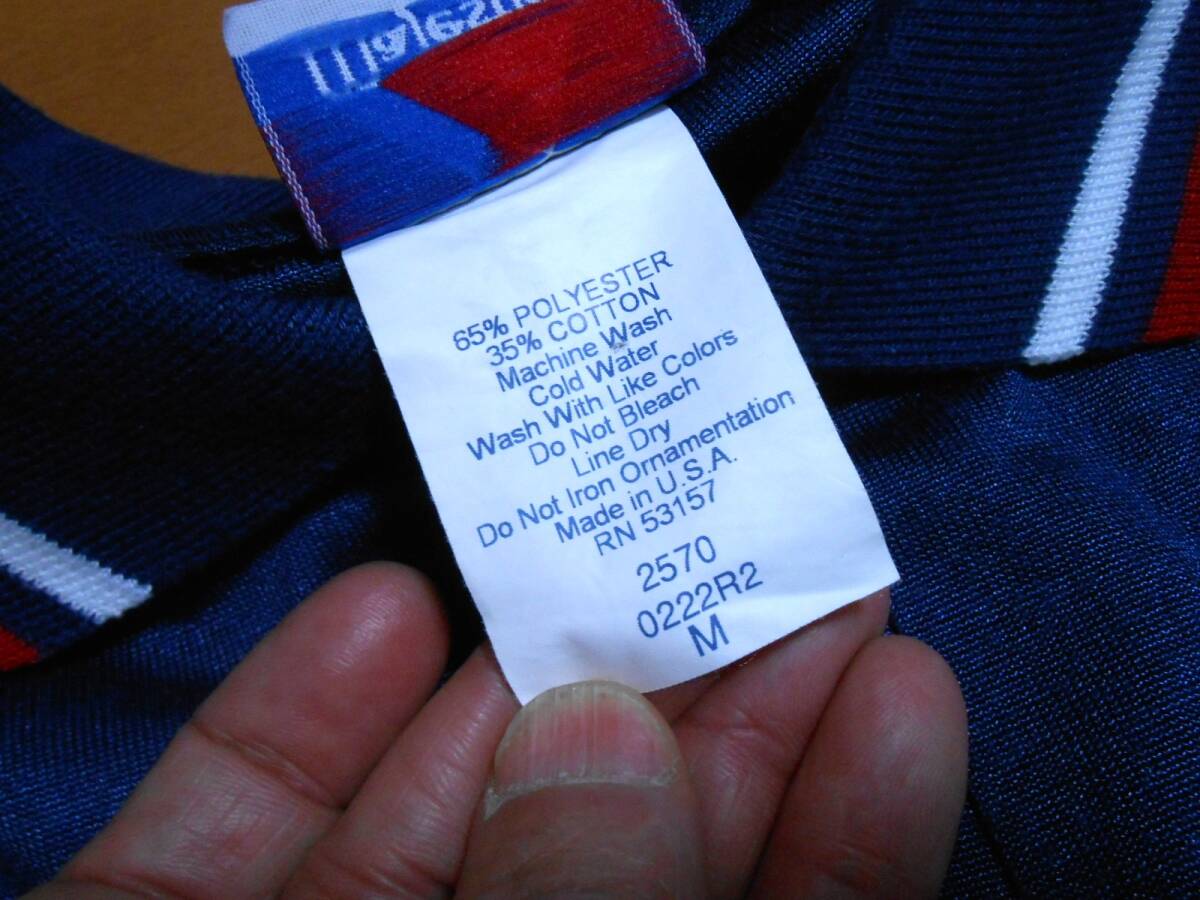 65% POLYESTER
35% COTTON
Machine Wash
Cold Water
Wash With Like Colors
Do Not Bleach
Line Dry
Do Not Iron Ornamentation
Made in U.S.A.
RN 53157
2570
0222R2
M